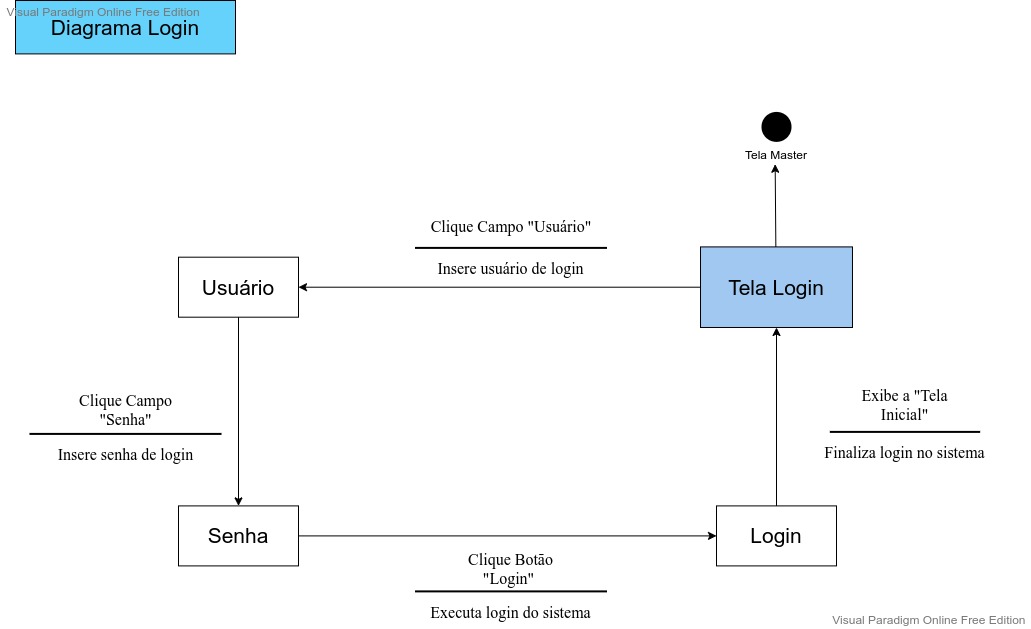 Visual Paradigm Online Free Edition
Diagrama Login
Tela Master
Clique Campo "Usuário"
Insere usuário de login
Usuário
Tela Login
Clique Campo
"Senha"
Insere senha de login
Exibe a "Tela
Inicial"
Finaliza login no sistema
Senha
Login
Clique Botão
"Login"
Executa login do sistema
Visual Paradigm Online Free Edition